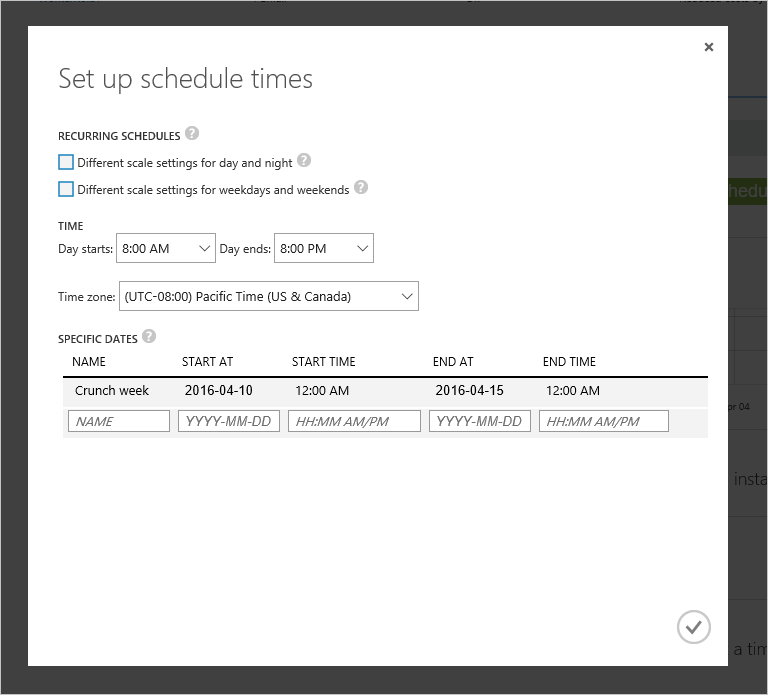 Set up schedule times
RECURRING SCHEDULES ?
Different scale settings for day and night ?
Different scale settings for weekdays and weekends ?
TIME
Day starts: 8:00 AM Day ends: 8:00 PM
Time zone: (UTC-08:00) Pacific Time (US & Canada)
SPECIFIC DATES ?
NAME START AT START TIME END AT END TIME
Crunch week 2016-04-10 12:00 AM 2016-04-15 12:00 AM
NAME YYYY-MM-DD HH:MM AM/PM YYYY-MM-DD HH:MM AM/PM
hedu
pr 04
insta
a tim